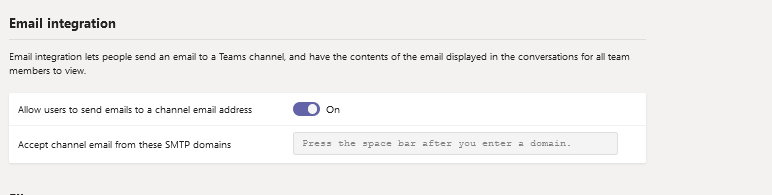 Email integration
Email integration lets people send an email to a Teams channel, and have the contents of the email displayed in the conversations for all team
members to view.
Allow users to send emails to a channel email address
On
Accept channel email from these SMTP domains
Press the space bar after you enter a domain.